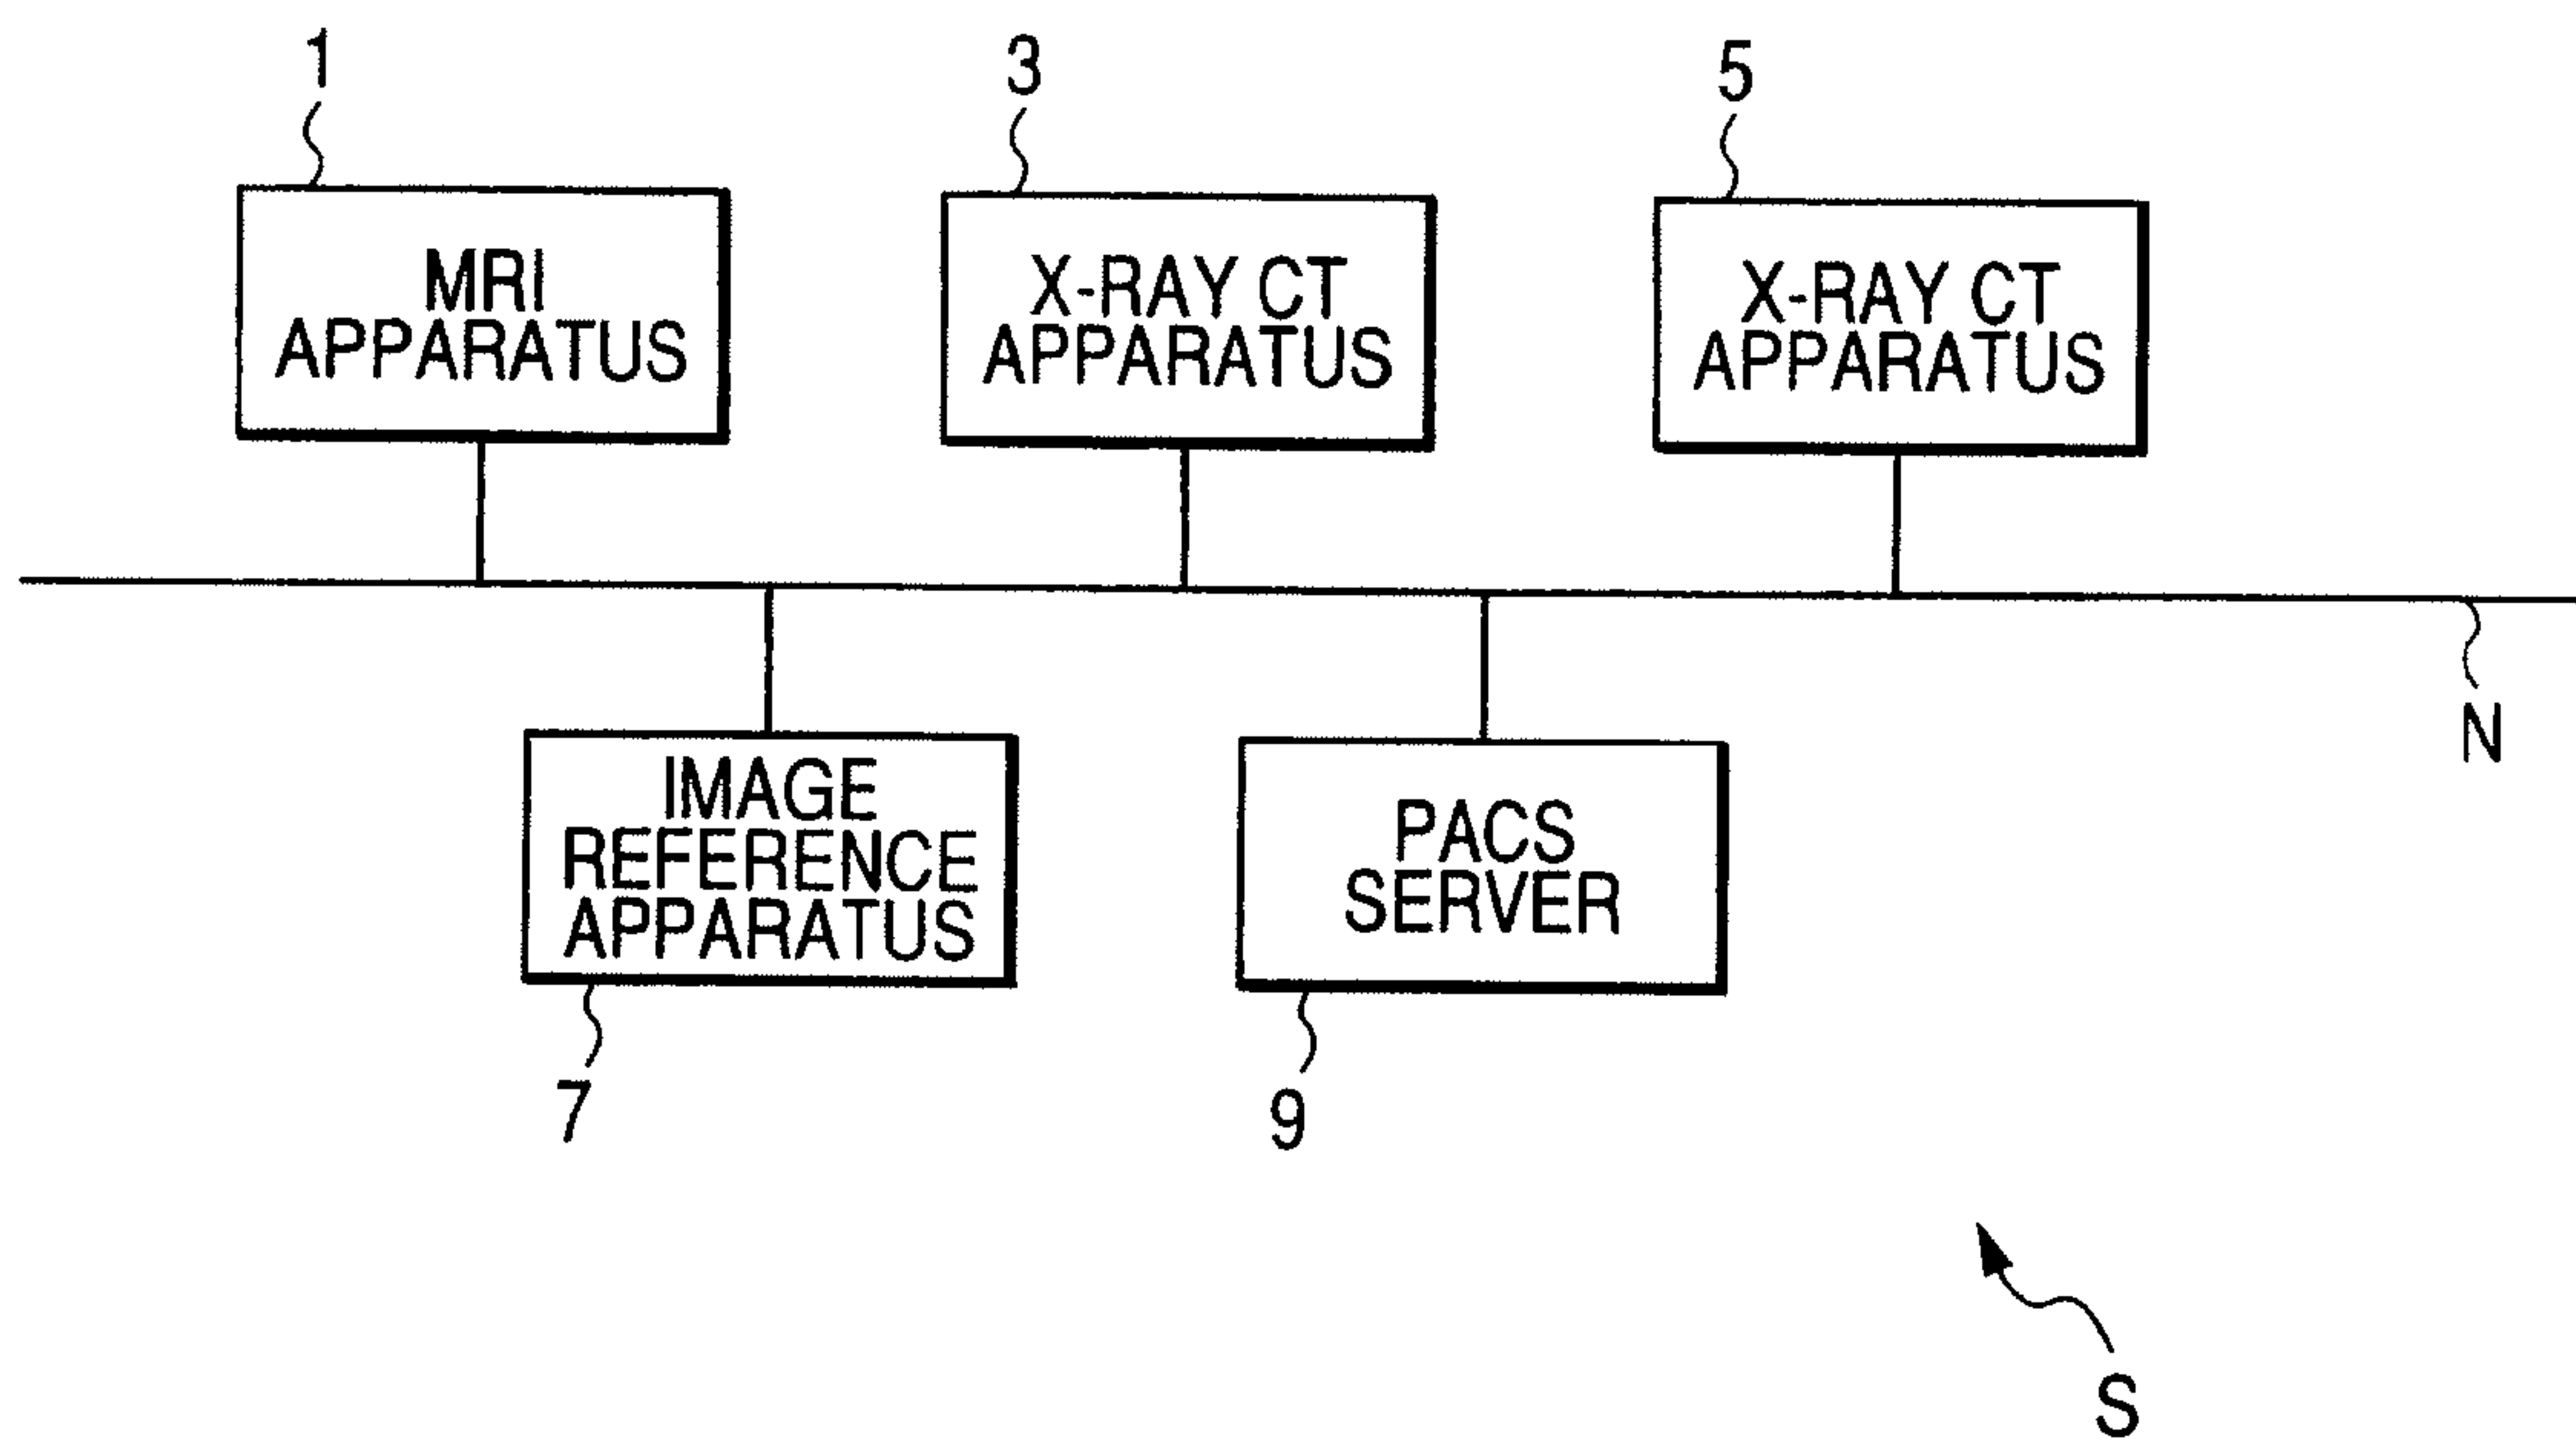 1
3
5
MRI
APPARATUS
X-RAY CT
APPARATUS
X-RAY CT
APPARATUS
N
IMAGE
REFERENCE
APPARATUS
PACS
SERVER
7
9
S